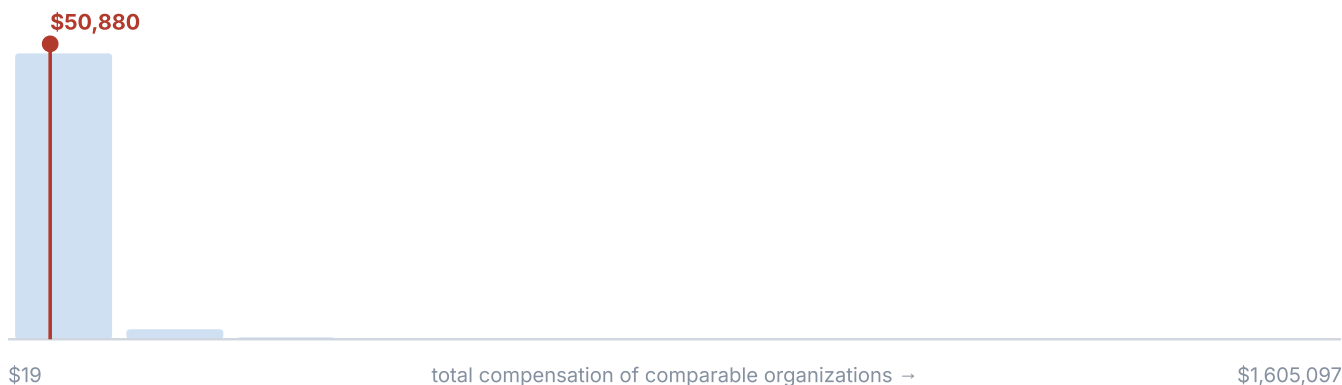 $50,880
$19
total compensation of comparable organizations →
$1,605,097